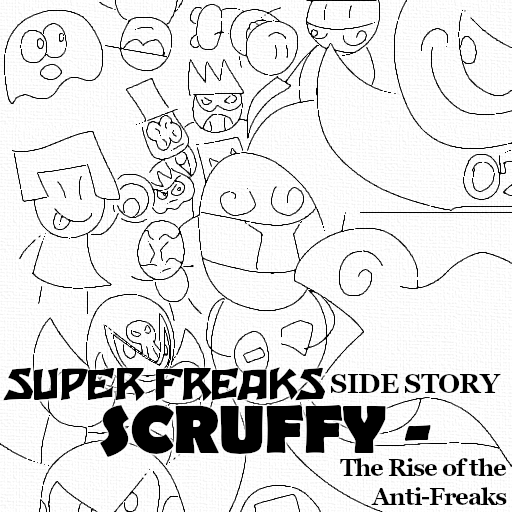 SUPER FREAKS SIDE STORY
SCRUFFY -
The Rise of the
Anti-Freaks